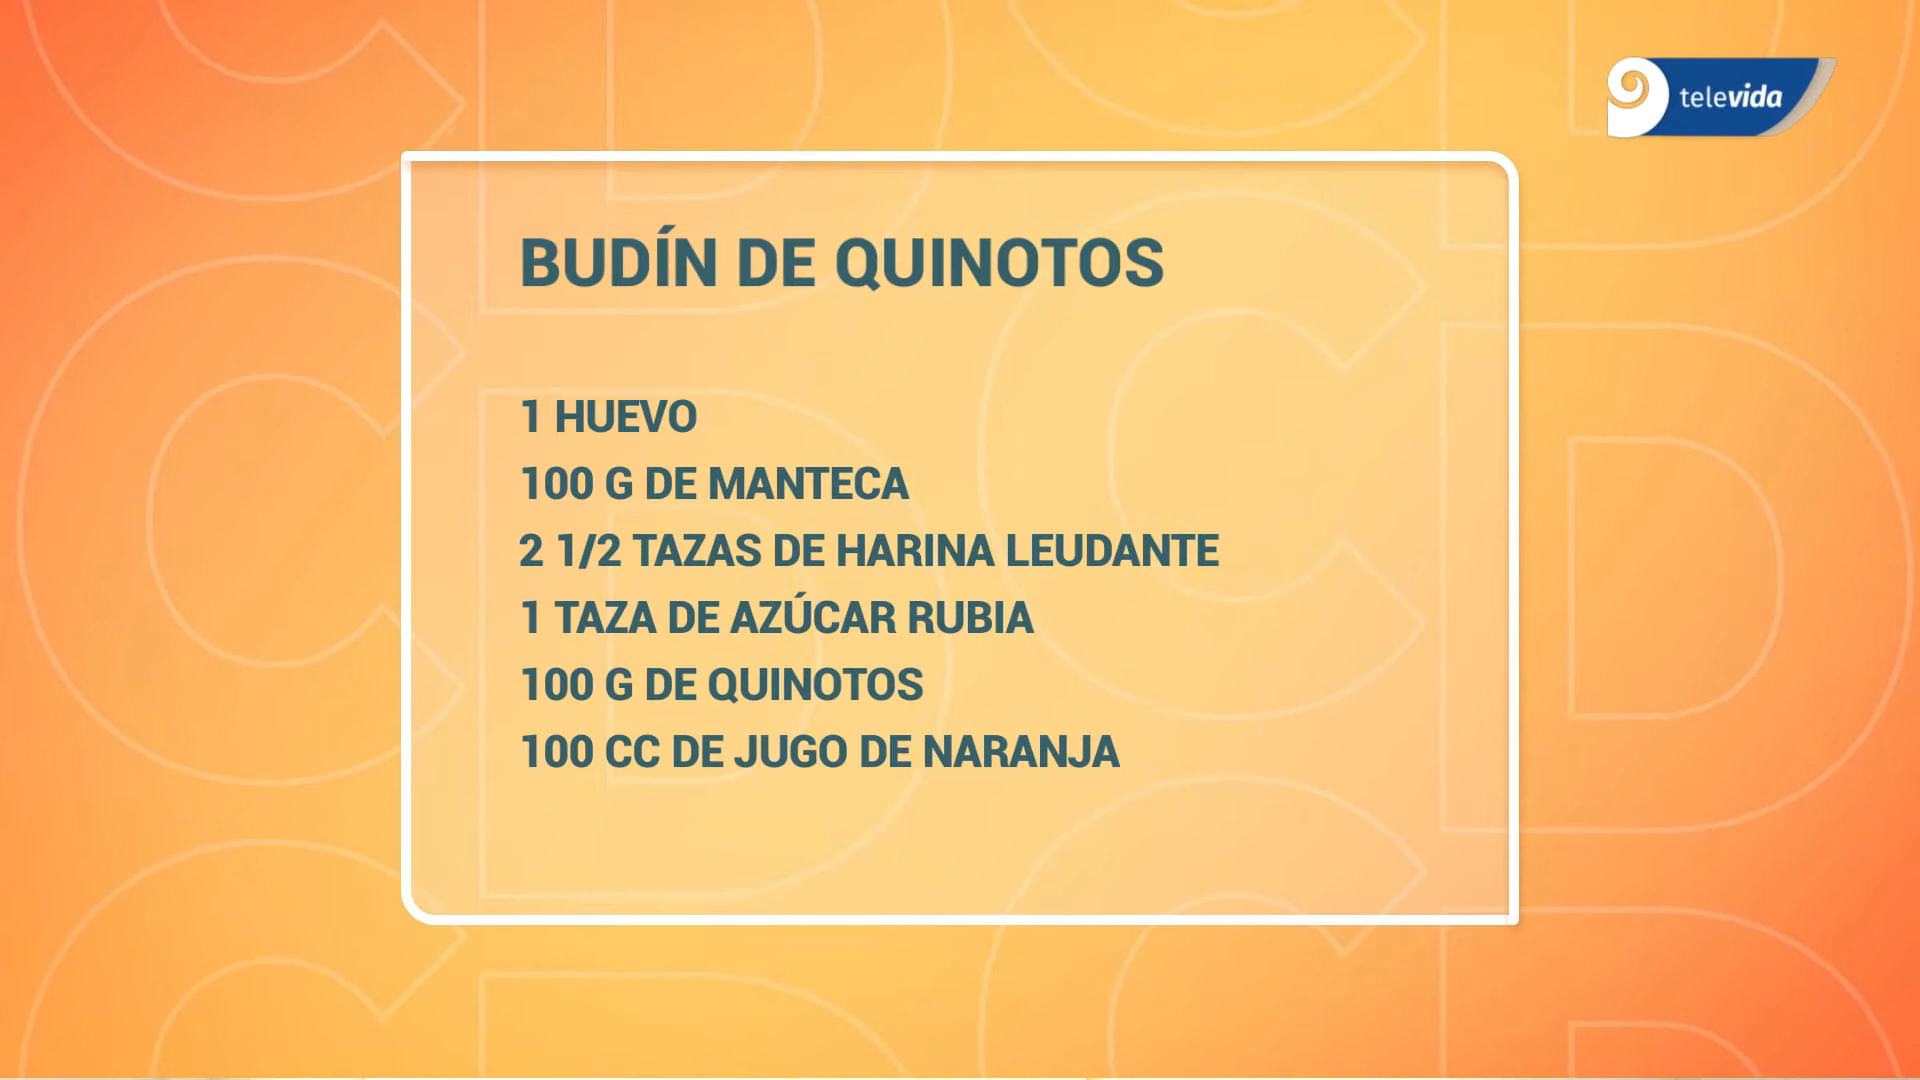 televida
BUDÍN DE QUINOTOS
1 HUEVO
100 G DE MANTECA
2 1/2 TAZAS DE HARINA LEUDANTE
1 TAZA DE AZÚCAR RUBIA
100 G DE QUINOTOS
100 CC DE JUGO DE NARANJA